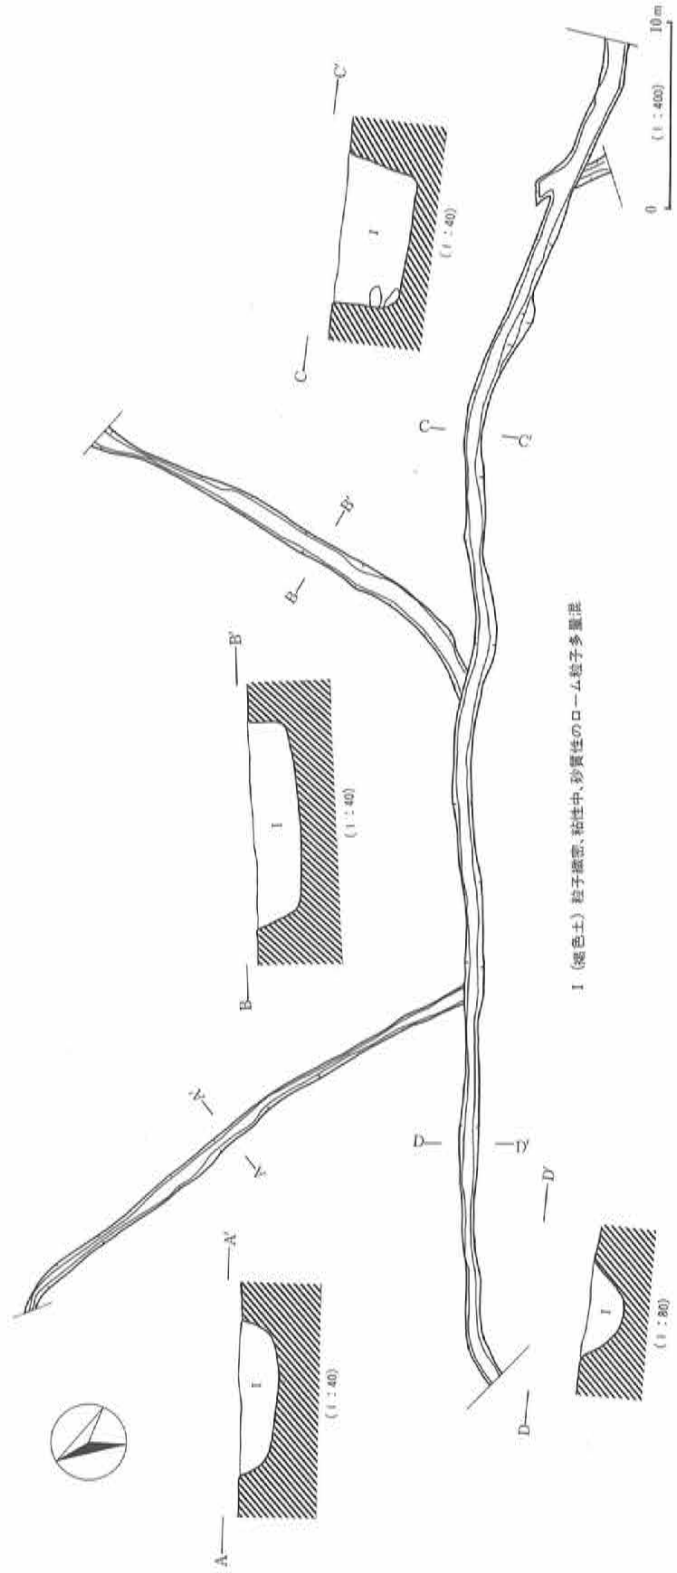 A
A'
I
(1:40)
B
B'
I
(1:40)
C
C'
I
(1:40)
D
D'
I
(1:80)
A
A'
B
B'
C
C'
D
D'
I (褐色土) 粒子緻密、粘性中、砂質性のローム粒子多量混
0
10m
(1:400)